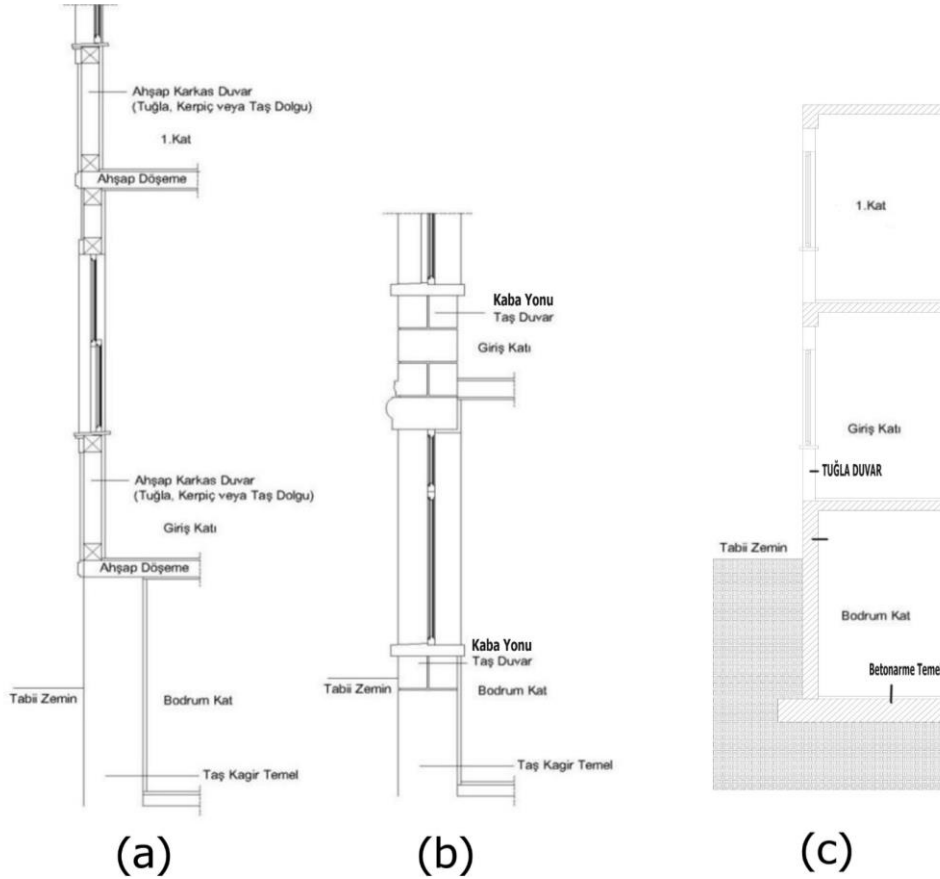 Ahşap Karkas Duvar
(Tuğla, Kerpiç veya Taş Dolgu)
1.Kat
Ahşap Döşeme
Ahşap Karkas Duvar
(Tuğla, Kerpiç veya Taş Dolgu)
Giriş Katı
Ahşap Döşeme
Tabii Zemin
Bodrum Kat
Taş Kagir Temel
(a)
Kaba Yonu
Taş Duvar
Giriş Katı
Kaba Yonu
Taş Duvar
Tabii Zemin
Bodrum Kat
Taş Kagir Temel
(b)
1.Kat
Giriş Katı
TUĞLA DUVAR
Tabii Zemin
Bodrum Kat
Betonarme Teme
(c)